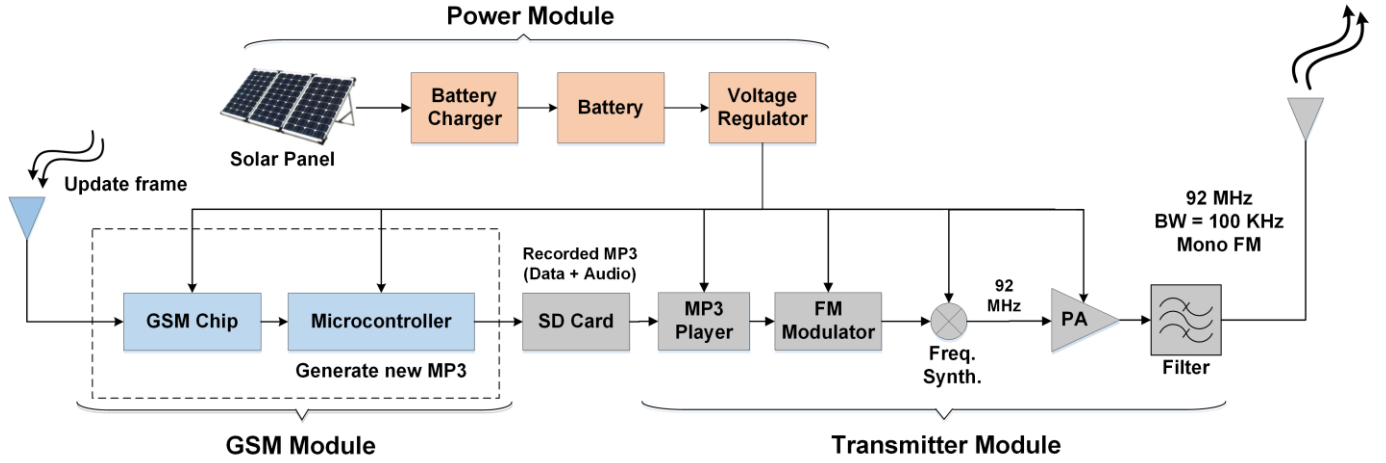 Power Module
Battery
Charger
Battery
Voltage
Regulator
Solar Panel
Update frame
92 MHz
BW = 100 KHz
Mono FM
Recorded MP3
(Data + Audio)
GSM Chip
Microcontroller
SD Card
MP3
Player
FM
Modulator
92
MHz
PA
Generate new MP3
Freq.
Synth.
Filter
GSM Module
Transmitter Module